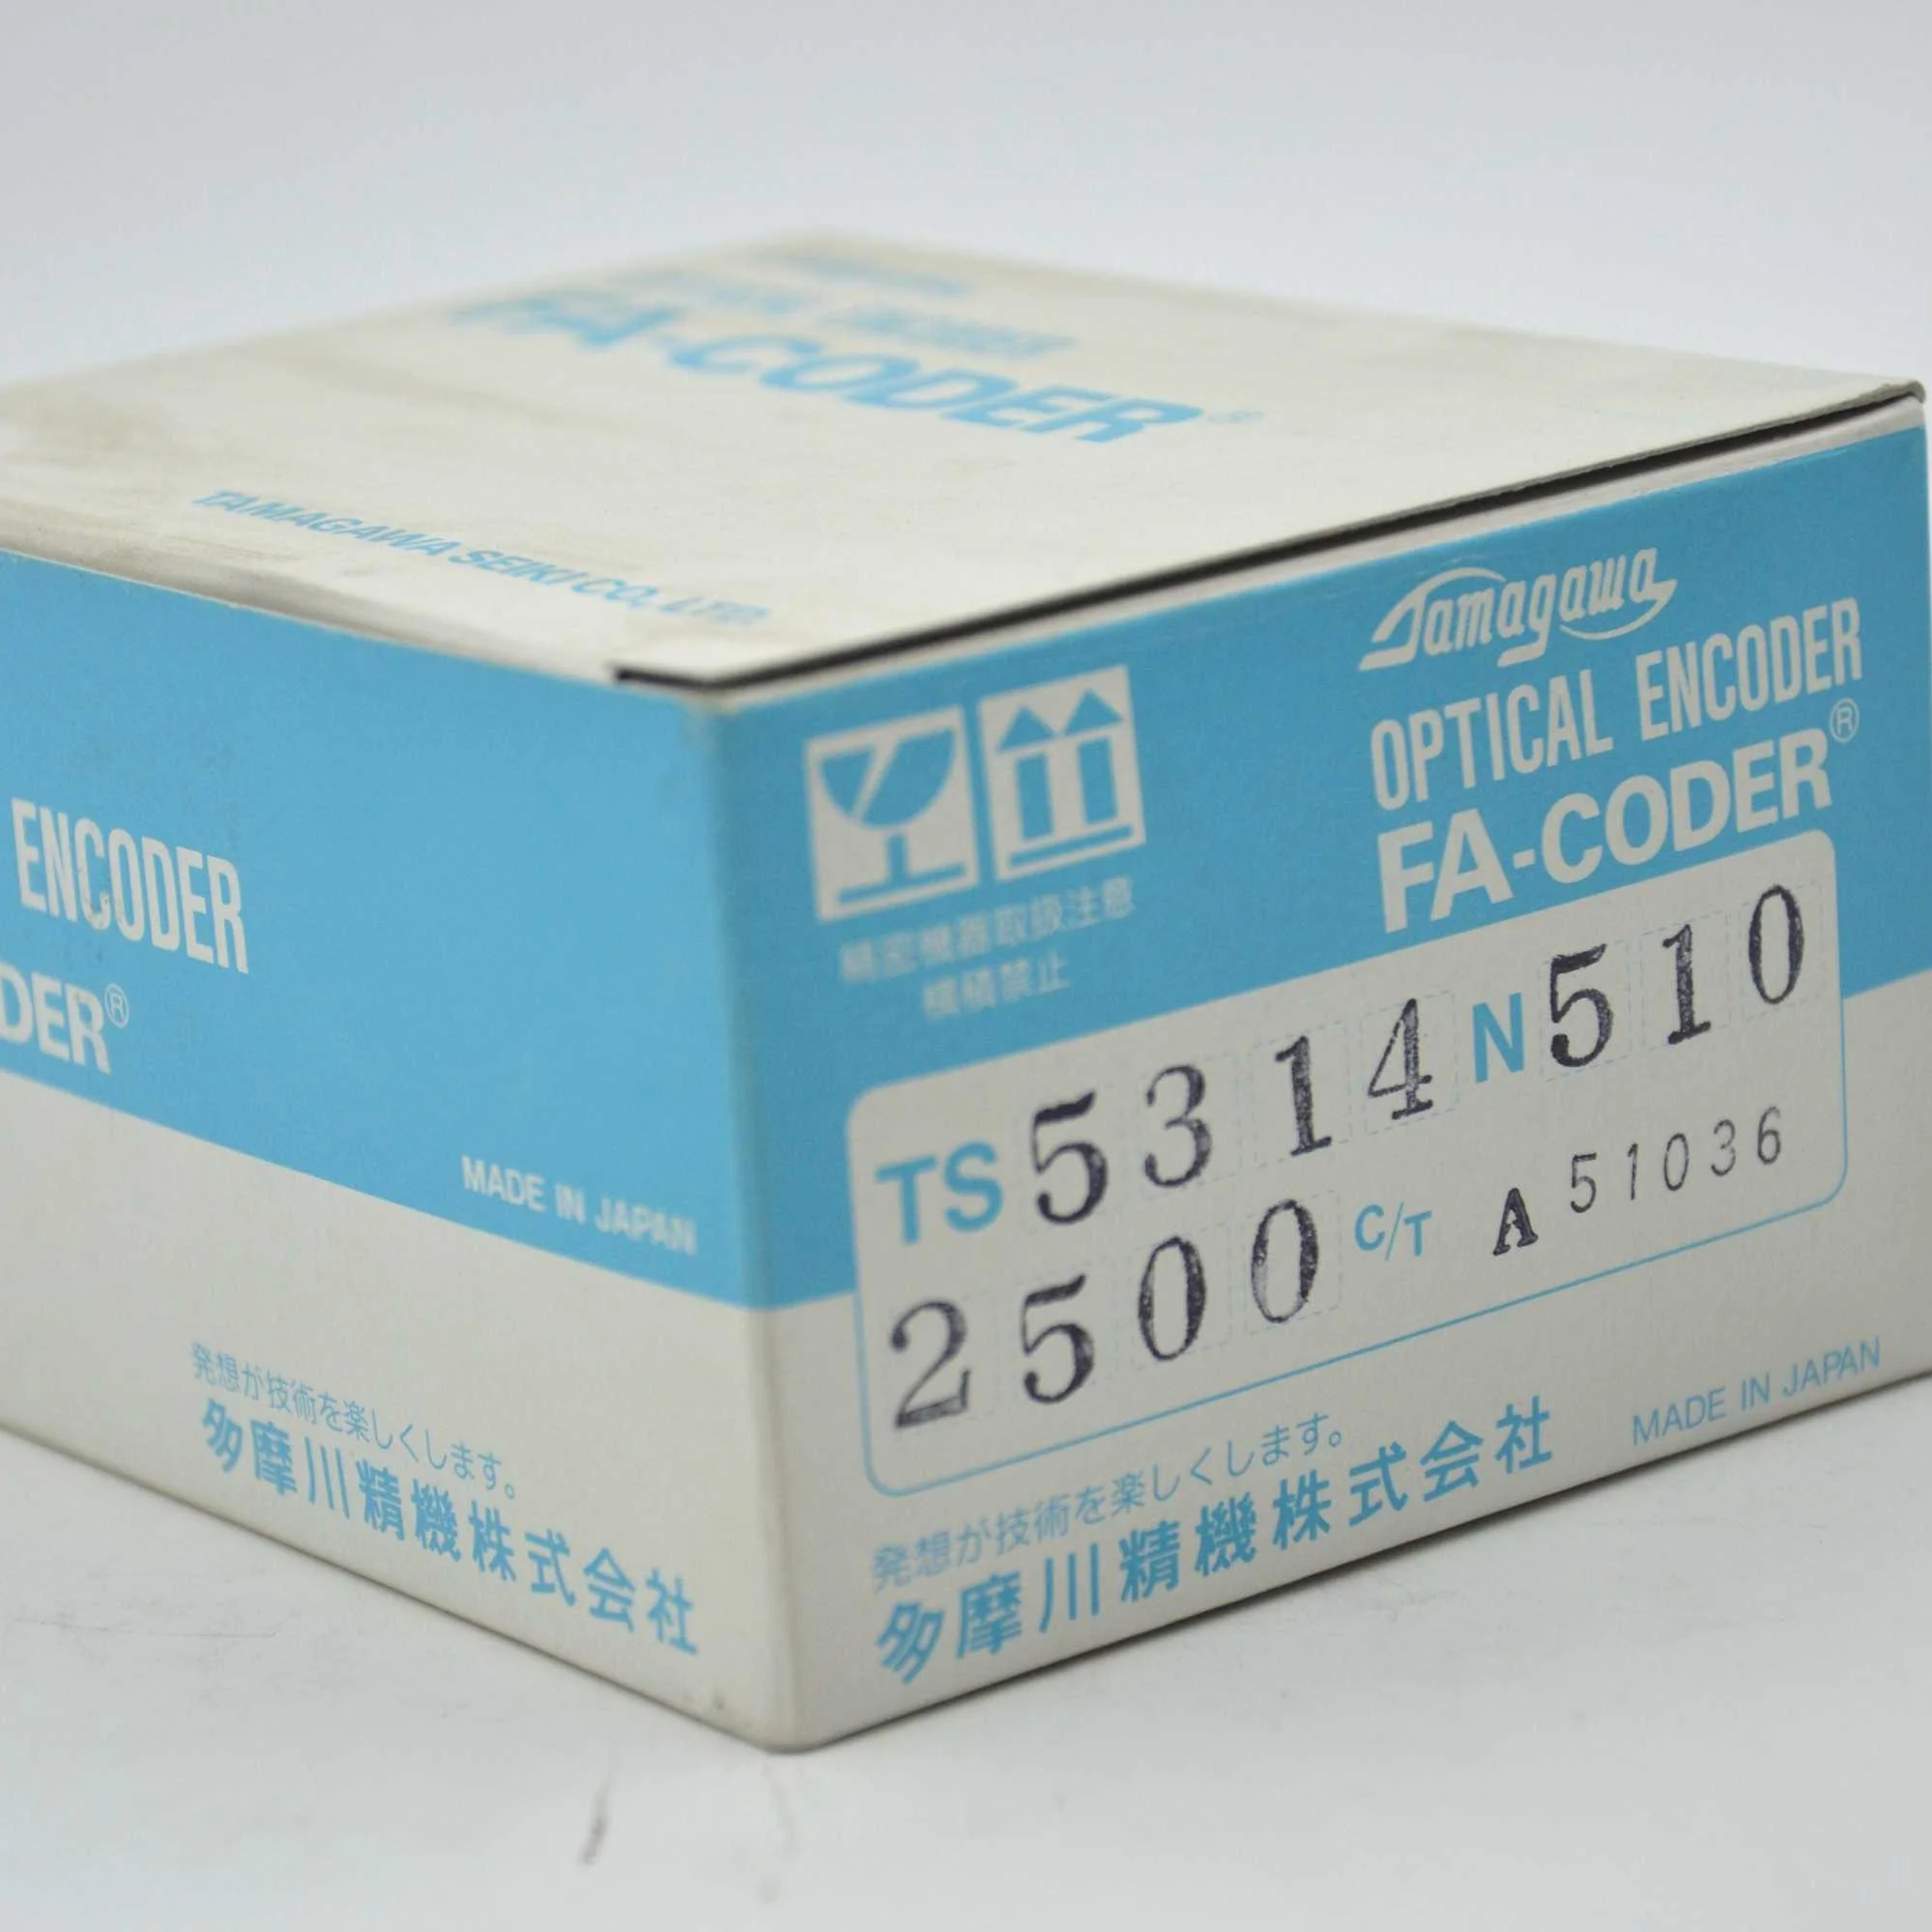 FA-CODER®
TAMAGAWA SEIKI CO., LTD.
ENCODER
DER®
MADE IN JAPAN
発想が技術を楽しくします。
多摩川精機株式会社
Tamagawa
OPTICAL ENCODER
FA-CODER®
精密機器取扱注意
横積禁止
TS5314N510
2500 C/T A 51036
発想が技術を楽しくします。
多摩川精機株式会社
MADE IN JAPAN